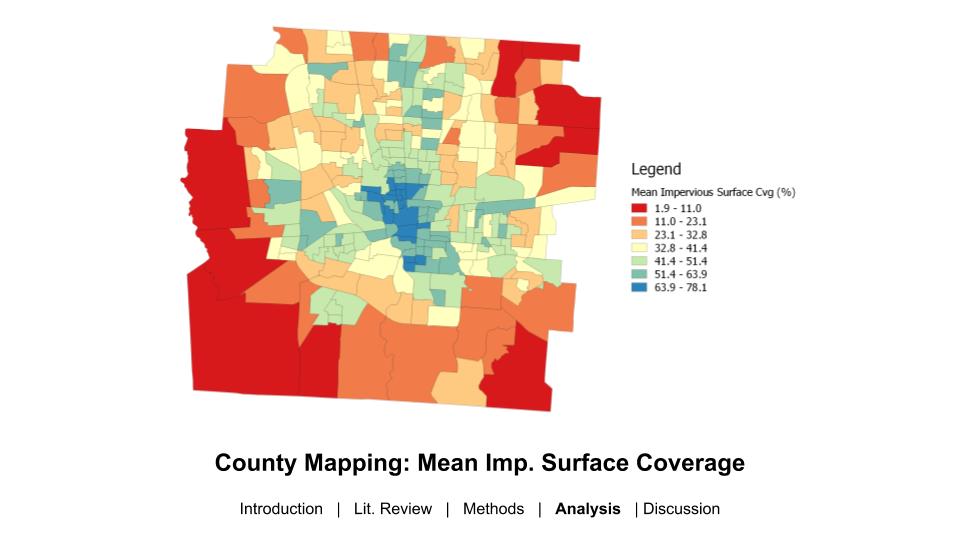 Legend
Mean Impervious Surface Cvg (%)
1.9 - 11.0
11.0 - 23.1
23.1 - 32.8
32.8 - 41.4
41.4 - 51.4
51.4 - 63.9
63.9 - 78.1
County Mapping: Mean Imp. Surface Coverage
Introduction | Lit. Review | Methods | Analysis | Discussion